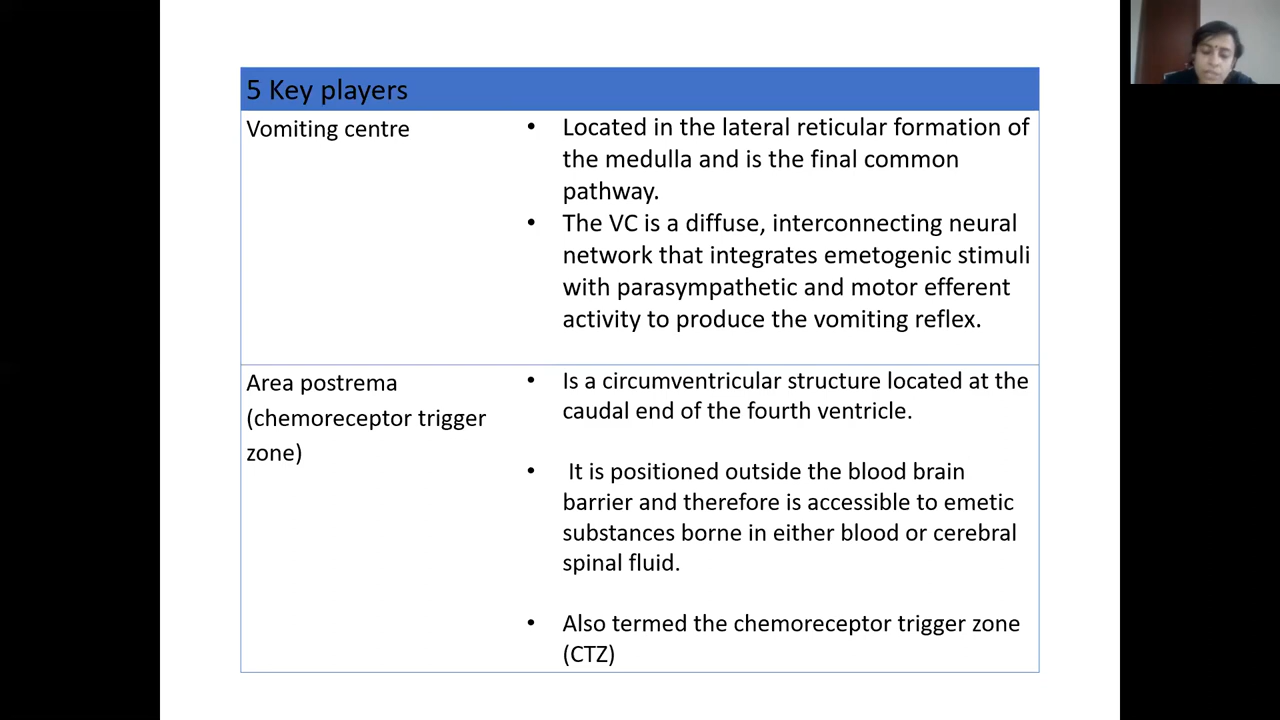 5 Key players
Vomiting centre
• Located in the lateral reticular formation of
the medulla and is the final common
pathway.
• The VC is a diffuse, interconnecting neural
network that integrates emetogenic stimuli
with parasympathetic and motor efferent
activity to produce the vomiting reflex.
Area postrema
(chemoreceptor trigger
zone)
• Is a circumventricular structure located at the
caudal end of the fourth ventricle.
• It is positioned outside the blood brain
barrier and therefore is accessible to emetic
substances borne in either blood or cerebral
spinal fluid.
• Also termed the chemoreceptor trigger zone
(CTZ)